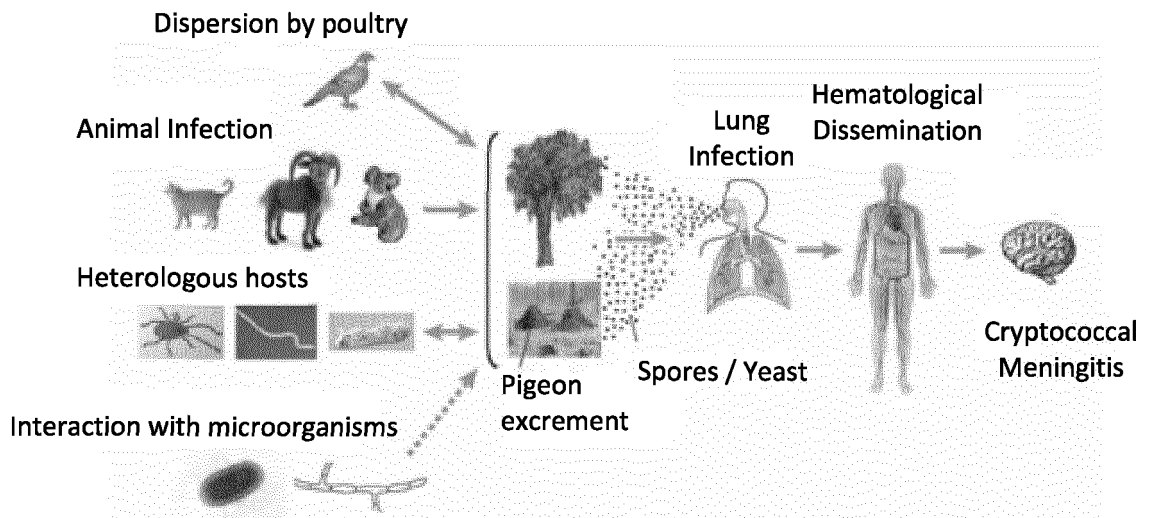 Dispersion by poultry
Animal Infection
Heterologous hosts
Interaction with microorganisms
Pigeon
excrement
Spores / Yeast
Lung
Infection
Hematological
Dissemination
Cryptococcal
Meningitis